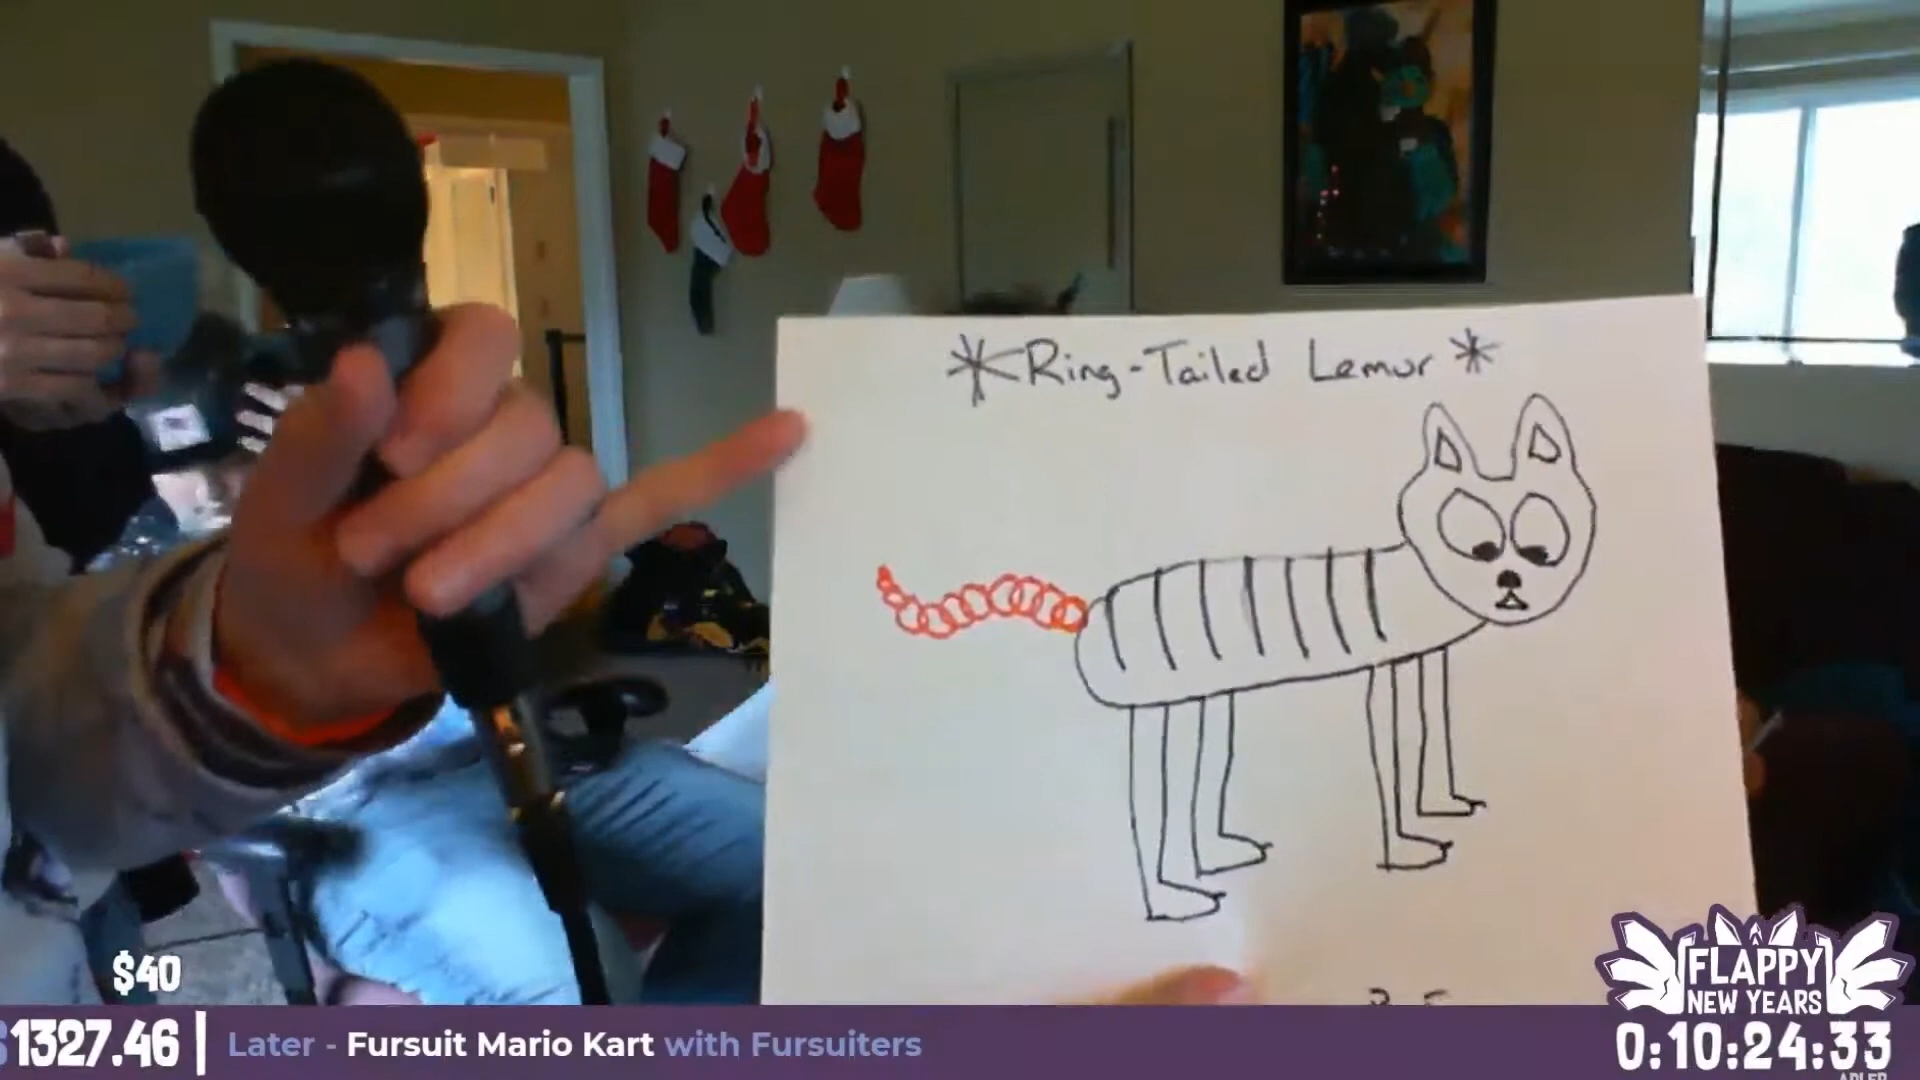 *Ring-Tailed Lemur*
$40
$1327.46 | Later - Fursuit Mario Kart with Fursuiters
FLAPPY
NEW YEARS
0:10:24:33